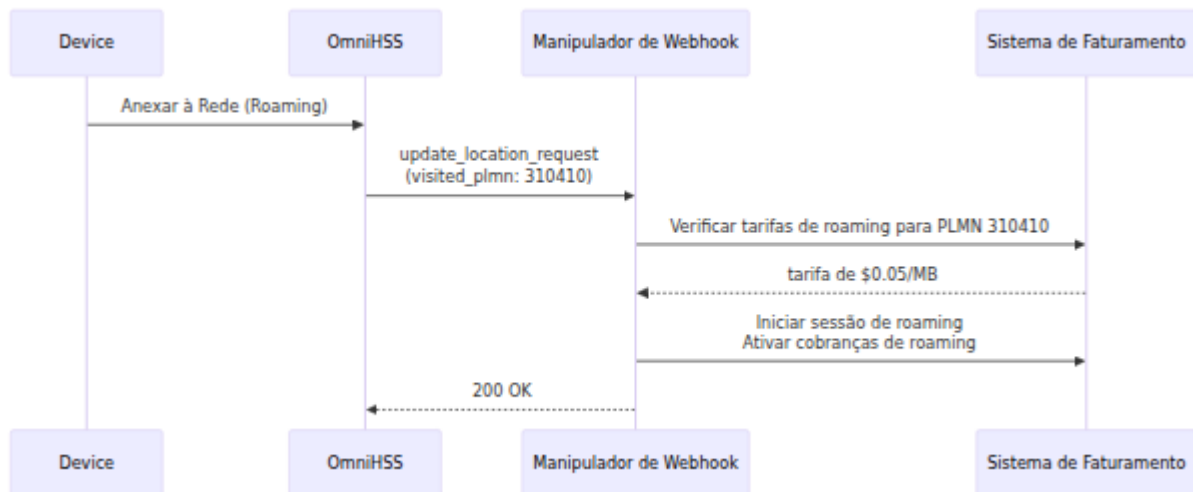 Device
OmniHSS
Manipulador de Webhook
Sistema de Faturamento
Anexar à Rede (Roaming)
update_location_request
(visited_plmn: 310410)
Verificar tarifas de roaming para PLMN 310410
tarifa de $0.05/MB
Iniciar sessão de roaming
Ativar cobranças de roaming
200 OK
Device
OmniHSS
Manipulador de Webhook
Sistema de Faturamento